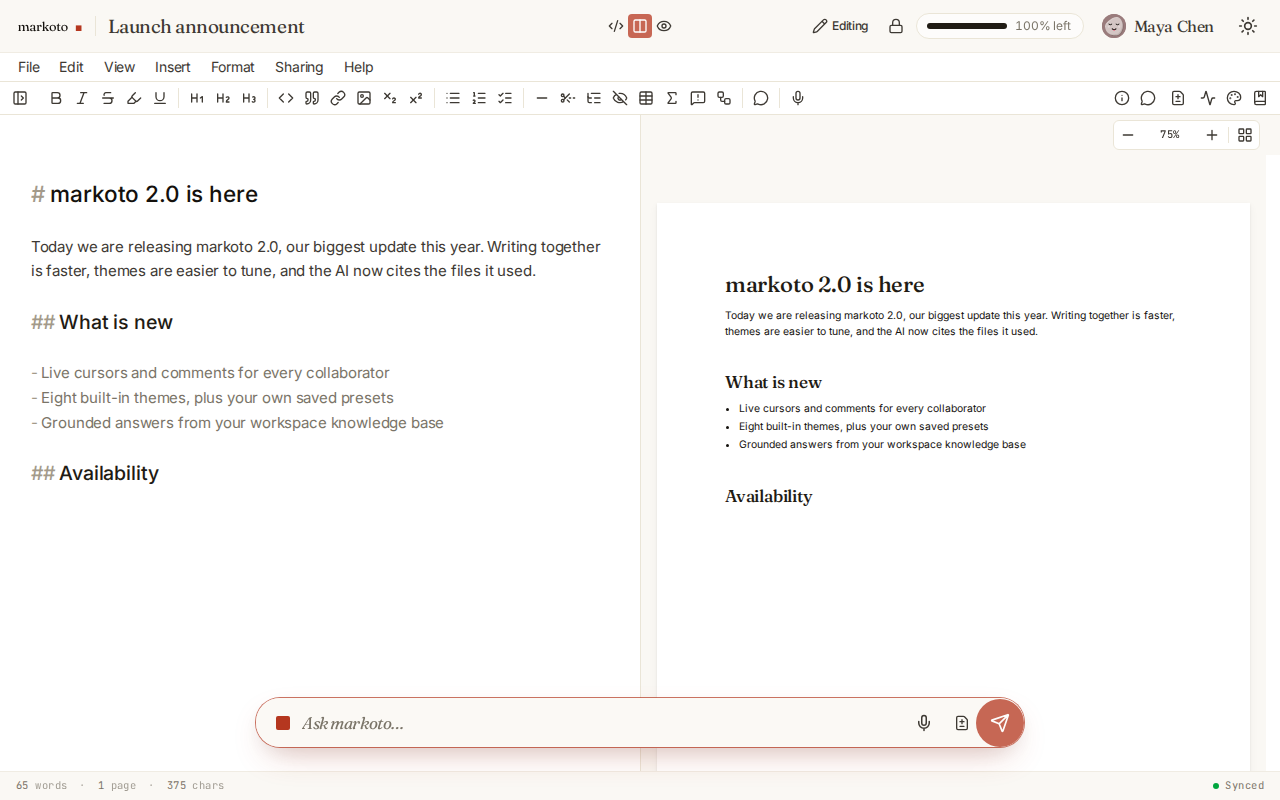 markoto
Launch announcement
Editing
100% left
Maya Chen
File Edit View Insert Format Sharing Help
H1 H2 H3
75%
# markoto 2.0 is here
Today we are releasing markoto 2.0, our biggest update this year. Writing together
is faster, themes are easier to tune, and the AI now cites the files it used.
## What is new
- Live cursors and comments for every collaborator
- Eight built-in themes, plus your own saved presets
- Grounded answers from your workspace knowledge base
## Availability
markoto 2.0 is here
Today we are releasing markoto 2.0, our biggest update this year. Writing together is faster,
themes are easier to tune, and the AI now cites the files it used.
What is new
• Live cursors and comments for every collaborator
• Eight built-in themes, plus your own saved presets
• Grounded answers from your workspace knowledge base
Availability
Ask markoto...
65 words · 1 page · 375 chars
Synced